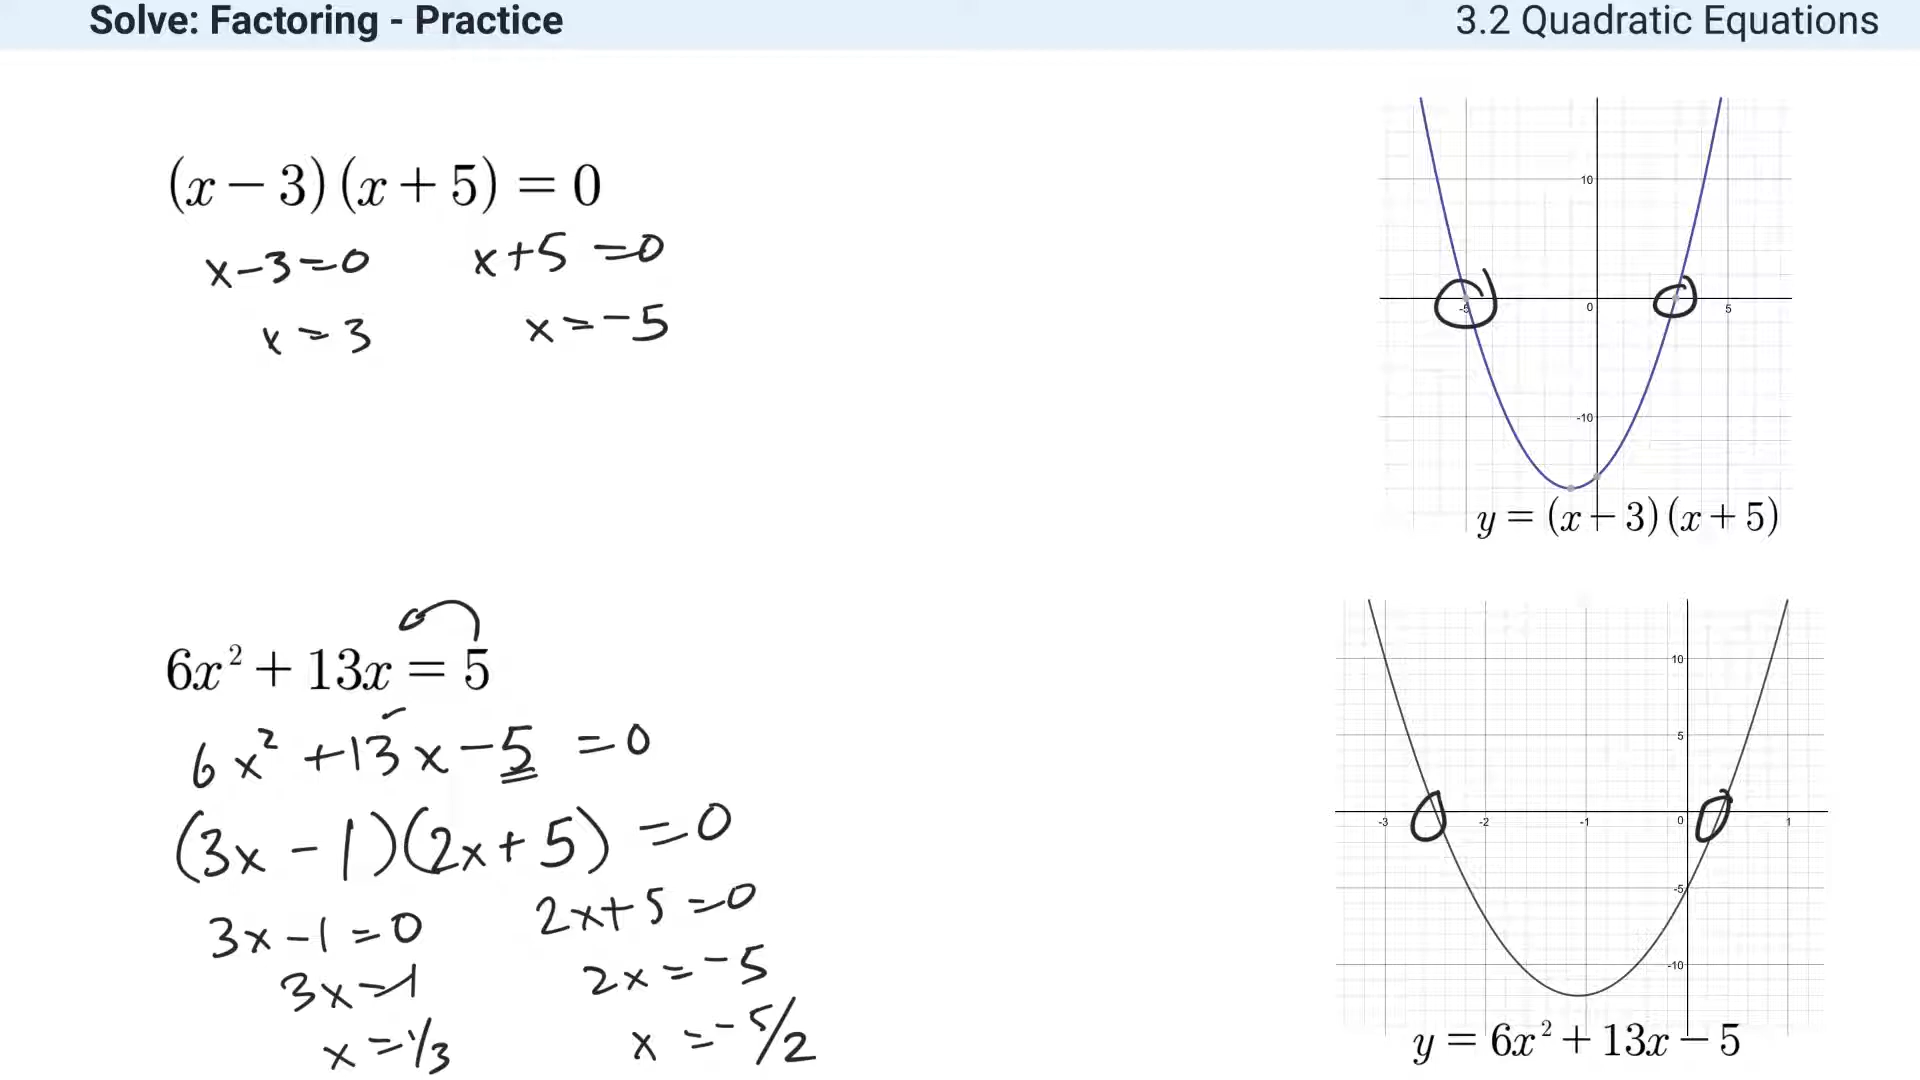 Solve: Factoring - Practice
3.2 Quadratic Equations
(x − 3)(x + 5) = 0
x-3=0
x+5=0
x=3
x=-5
10
-5
0
5
-10
y = (x − 3)(x + 5)
6x² + 13x = 5
6x²+13x-5=0
(3x-1)(2x+5)=0
3x-1=0
2x+5=0
3x=1
2x=-5
x=1/3
x=-5/2
10
5
-3
-2
-1
0
1
-5
-10
y = 6x² + 13x − 5